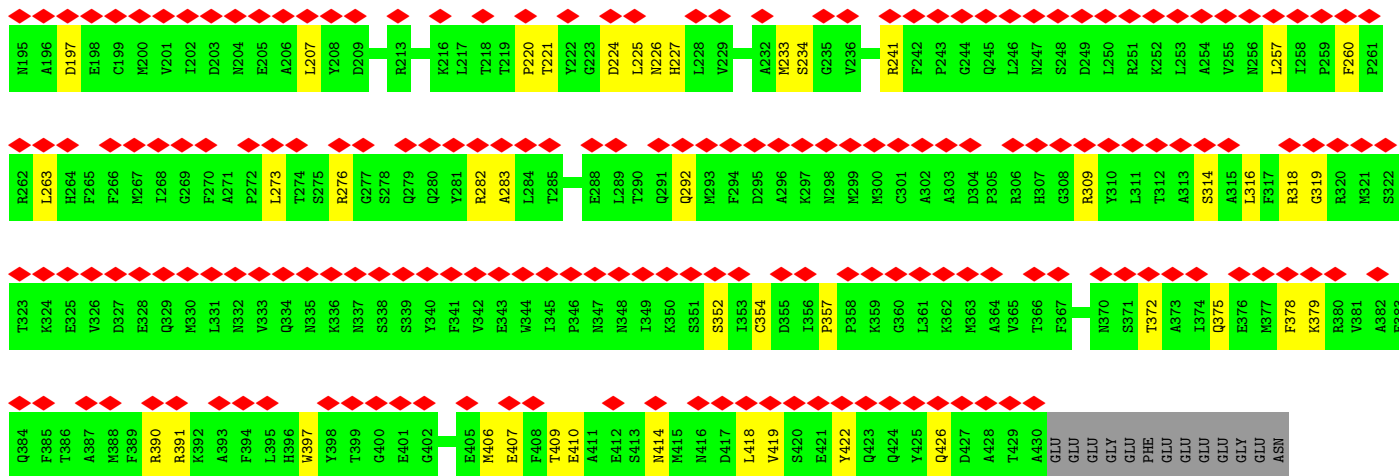 N195 A196 D197 E198 C199 M200 V201 I202 D203 N204 E205 A206 L207 Y208 D209 R213 K216 L217 T218 T219 P220 T221 Y222 G223 D224 L225 N226 H227 L228 V229 A232 M233 S234 G235 V236 R241 F242 P243 G244 Q245 L246 N247 S248 D249 L250 R251 K252 L253 A254 V255 N256 L257 I258 P259 F260 P261
R262 L263 H264 F265 F266 M267 I268 G269 F270 A271 P272 L273 T274 S275 R276 G277 S278 Q279 Q280 Y281 R282 A283 L284 T285 E288 L289 T290 Q291 Q292 M293 F294 D295 A296 K297 N298 M299 M300 C301 A302 A303 D304 P305 R306 H307 G308 R309 Y310 L311 T312 A313 S314 A315 L316 F317 R318 G319 R320 M321 S322
T323 K324 E325 V326 D327 E328 Q329 M330 L331 N332 V333 Q334 N335 K336 N337 S338 S339 Y340 F341 V342 E343 W344 I345 P346 N347 N348 I349 K350 S351 S352 I353 C354 D355 I356 P357 P358 K359 G360 L361 K362 M363 A364 V365 T366 F367 N370 S371 T372 A373 I374 Q375 E376 M377 F378 K379 R380 V381 A382
Q384 F385 T386 A387 M388 F389 R390 R391 K392 A393 F394 L395 H396 W397 Y398 T399 G400 E401 G402 E405 M406 E407 F408 T409 E410 A411 E412 S413 N414 M415 N416 D417 L418 V419 S420 E421 Y422 Q423 Q424 Y425 Q426 D427 A428 T429 A430 GLU GLU GLU GLY GLU PHE GLU GLU GLU GLU GLY GLU ASN